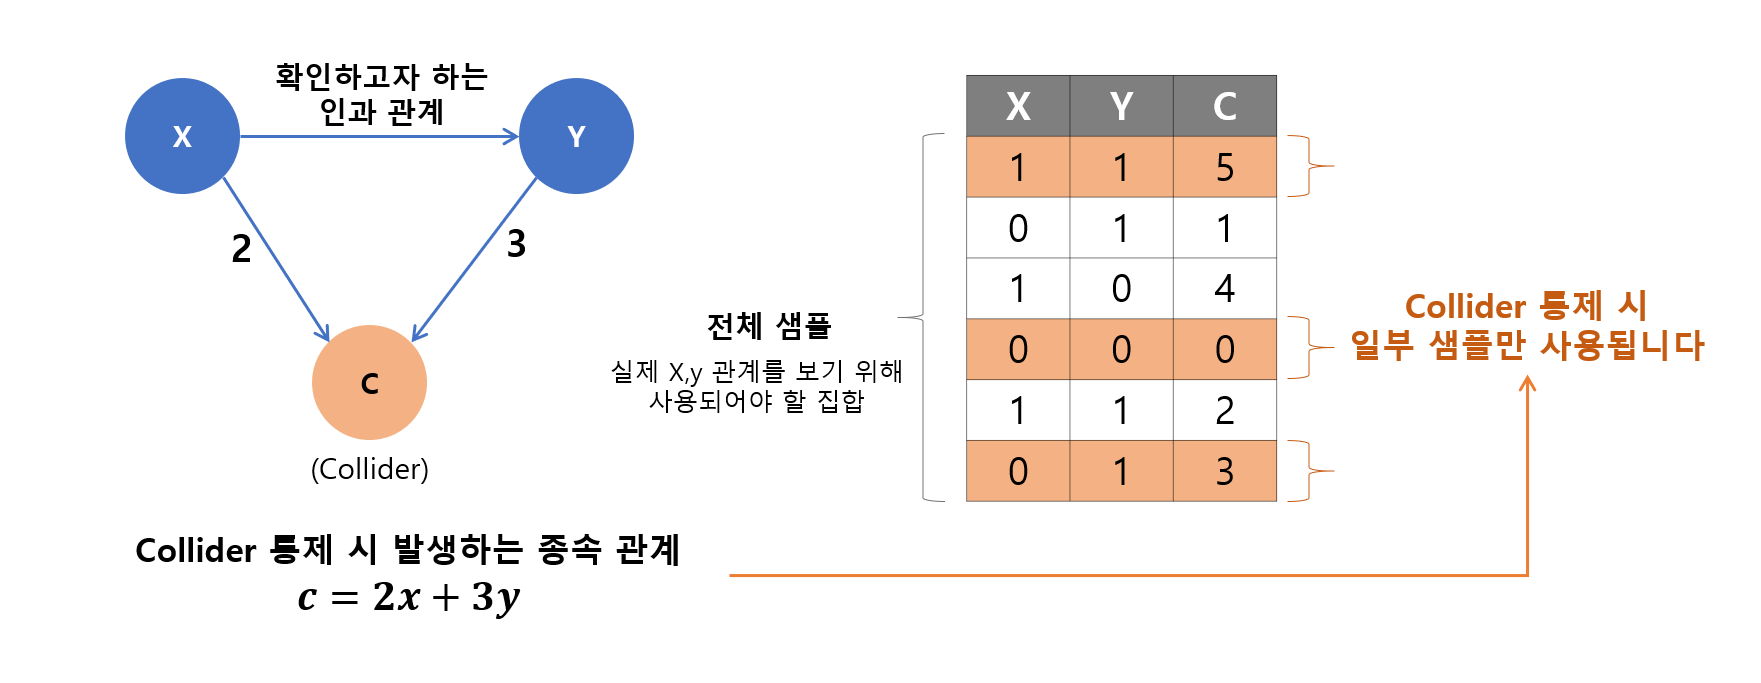 확인하고자 하는
인과 관계
X
Y
2
3
C
(Collider)
Collider 통제 시 발생하는 종속 관계
c = 2x + 3y
전체 샘플
실제 X,y 관계를 보기 위해
사용되어야 할 집합
X Y C
1 1 5
0 1 1
1 0 4
0 0 0
1 1 2
0 1 3
Collider 통제 시
일부 샘플만 사용됩니다